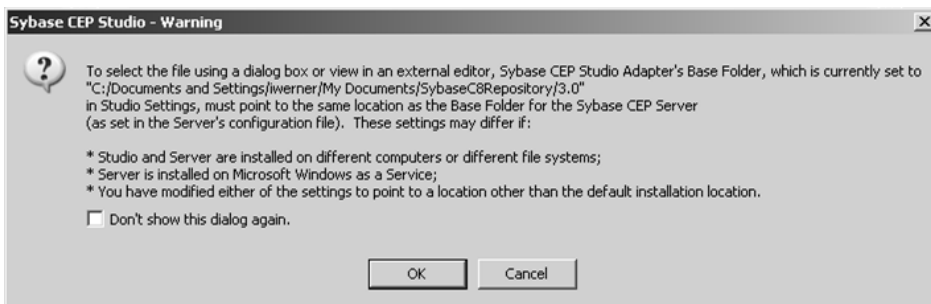 Sybase CEP Studio - Warning
To select the file using a dialog box or view in an external editor, Sybase CEP Studio Adapter's Base Folder, which is currently set to
"C:/Documents and Settings/iwerner/My Documents/SybaseC8Repository/3.0"
in Studio Settings, must point to the same location as the Base Folder for the Sybase CEP Server
(as set in the Server's configuration file). These settings may differ if:
* Studio and Server are installed on different computers or different file systems;
* Server is installed on Microsoft Windows as a Service;
* You have modified either of the settings to point to a location other than the default installation location.
Don't show this dialog again.
OK
Cancel